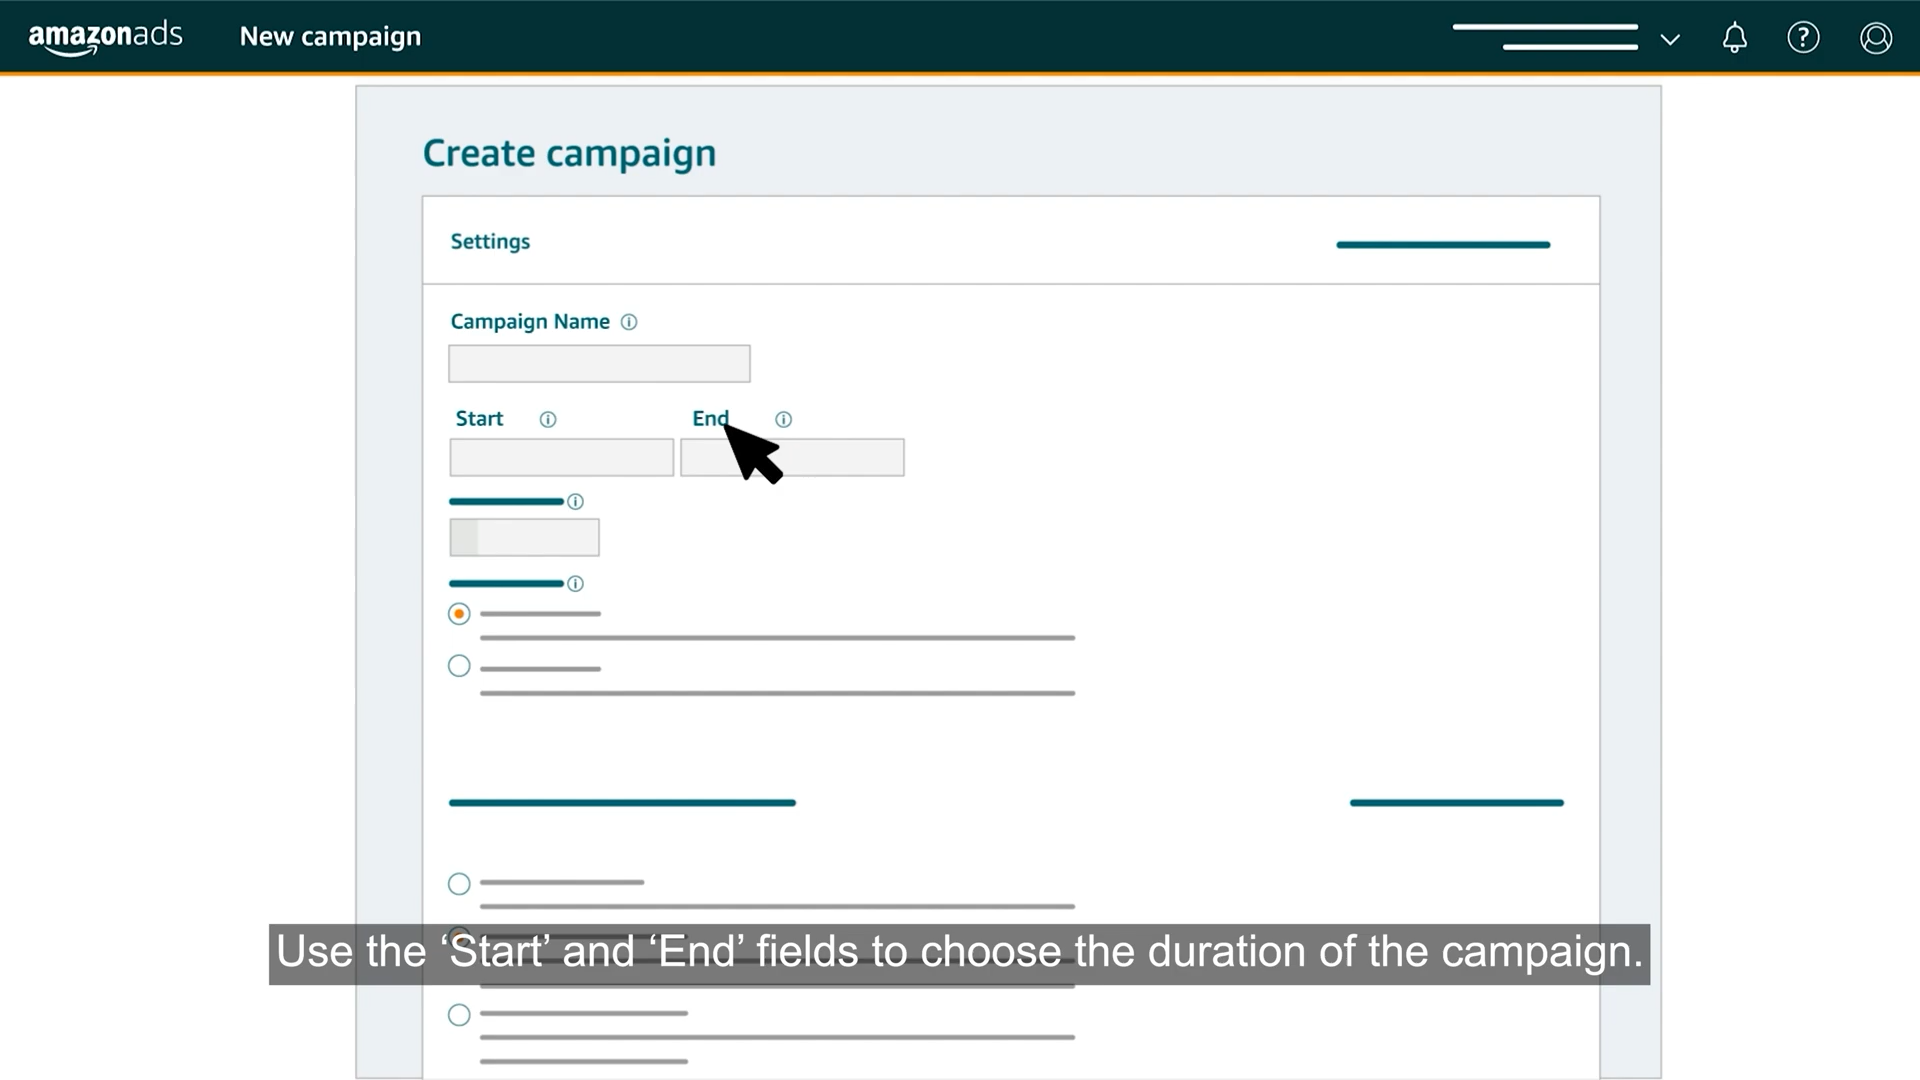 amazonads
New campaign
Create campaign
Settings
Campaign Name
Start
End
Use the ‘Start’ and ‘End’ fields to choose the duration of the campaign.